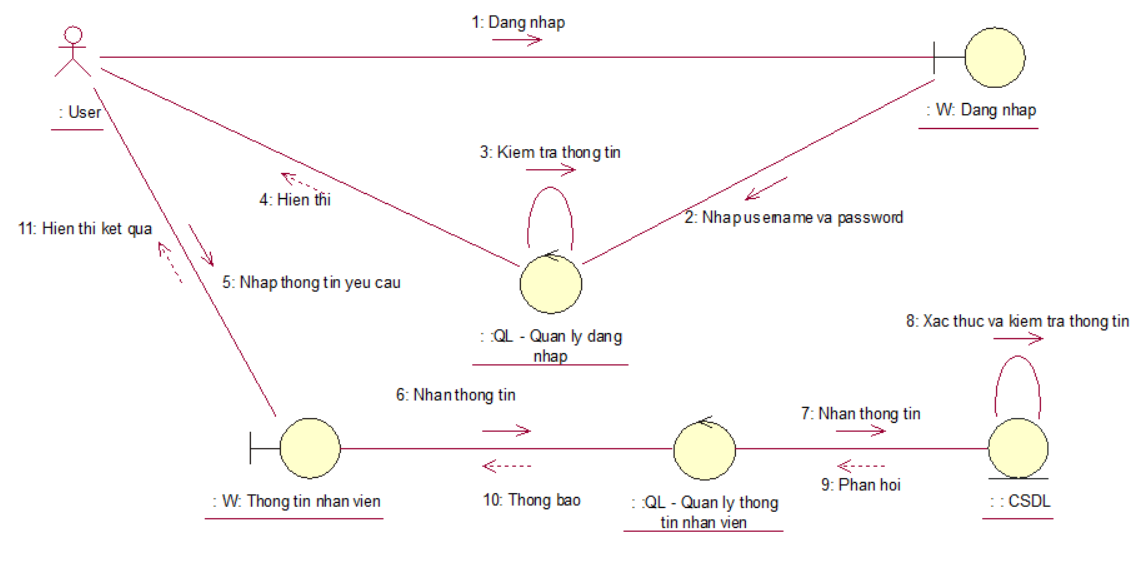 1: Dang nhap
: User
: W: Dang nhap
3: Kiem tra thong tin
4: Hien thi
2: Nhap username va password
11: Hien thi ket qua
5: Nhap thong tin yeu cau
: :QL - Quan ly dang
nhap
8: Xac thuc va kiem tra thong tin
6: Nhan thong tin
7: Nhan thong tin
10: Thong bao
9: Phan hoi
: W: Thong tin nhan vien
: :QL - Quan ly thong
tin nhan vien
: : CSDL